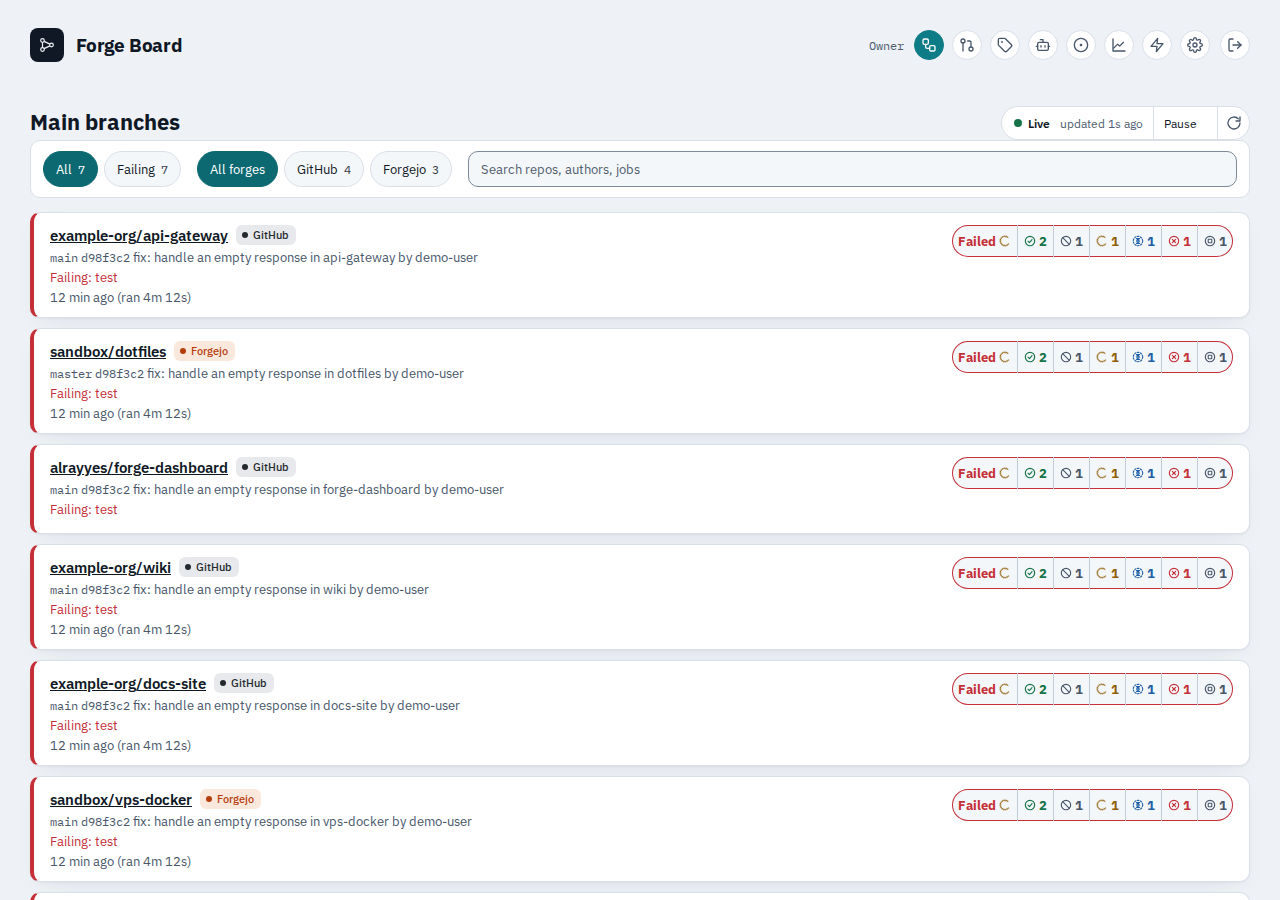 Forge Board
Owner
Main branches
Live updated 1s ago Pause
All 7 Failing 7 All forges GitHub 4 Forgejo 3 Search repos, authors, jobs
example-org/api-gateway GitHub Failed 2 1 1 1 1 1
main d98f3c2 fix: handle an empty response in api-gateway by demo-user
Failing: test
12 min ago (ran 4m 12s)
sandbox/dotfiles Forgejo Failed 2 1 1 1 1 1
master d98f3c2 fix: handle an empty response in dotfiles by demo-user
Failing: test
12 min ago (ran 4m 12s)
alrayyes/forge-dashboard GitHub Failed 2 1 1 1 1 1
main d98f3c2 fix: handle an empty response in forge-dashboard by demo-user
Failing: test
example-org/wiki GitHub Failed 2 1 1 1 1 1
main d98f3c2 fix: handle an empty response in wiki by demo-user
Failing: test
12 min ago (ran 4m 12s)
example-org/docs-site GitHub Failed 2 1 1 1 1 1
main d98f3c2 fix: handle an empty response in docs-site by demo-user
Failing: test
12 min ago (ran 4m 12s)
sandbox/vps-docker Forgejo Failed 2 1 1 1 1 1
main d98f3c2 fix: handle an empty response in vps-docker by demo-user
Failing: test
12 min ago (ran 4m 12s)